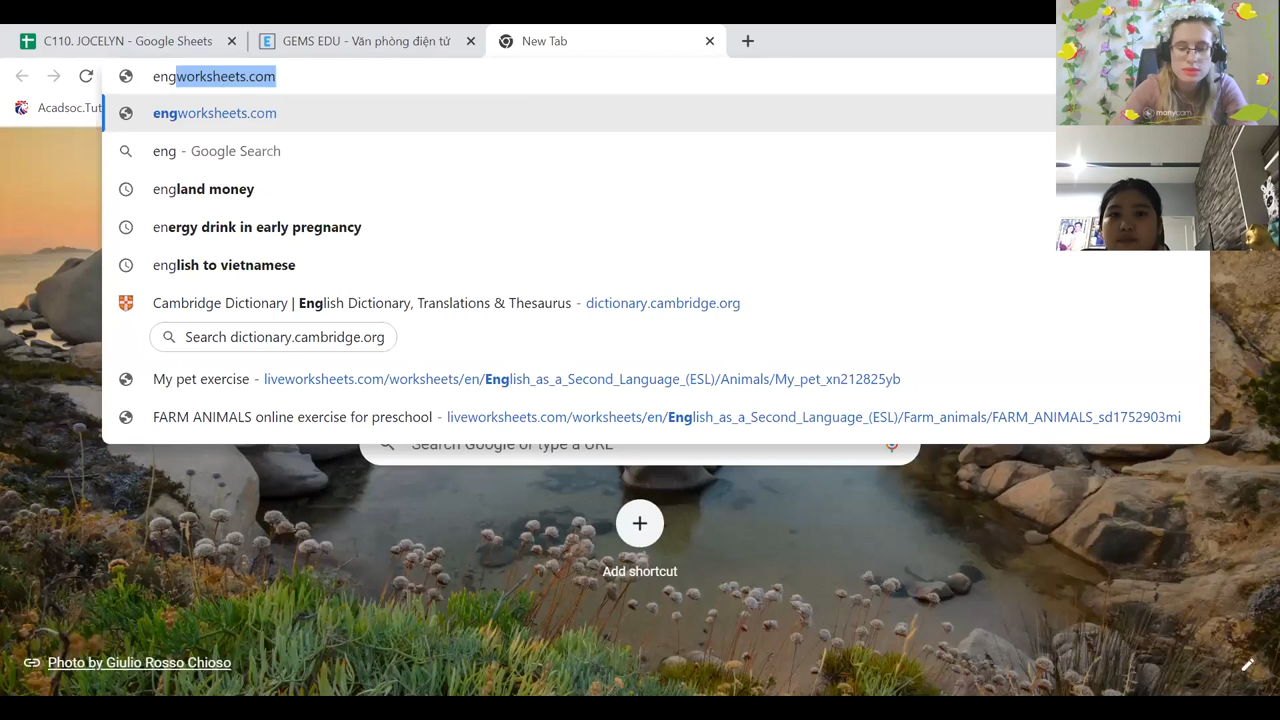 C110. JOCELYN - Google Sheets
GEMS EDU - Văn phòng điện tử
New Tab
engworksheets.com
Acadsoc.Tut
engworksheets.com
eng - Google Search
england money
energy drink in early pregnancy
english to vietnamese
Cambridge Dictionary | English Dictionary, Translations & Thesaurus - dictionary.cambridge.org
Search dictionary.cambridge.org
My pet exercise - liveworksheets.com/worksheets/en/English_as_a_Second_Language_(ESL)/Animals/My_pet_xn212825yb
FARM ANIMALS online exercise for preschool - liveworksheets.com/worksheets/en/English_as_a_Second_Language_(ESL)/Farm_animals/FARM_ANIMALS_sd1752903mi
Search Google or type a URL
Add shortcut
Photo by Giulio Rosso Chioso
manycam